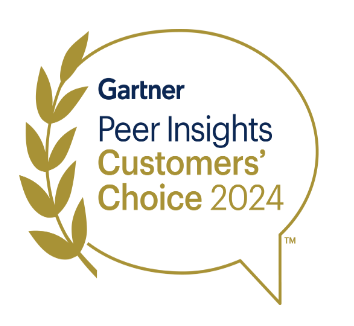 Gartner
Peer Insights
Customers’
Choice 2024
™